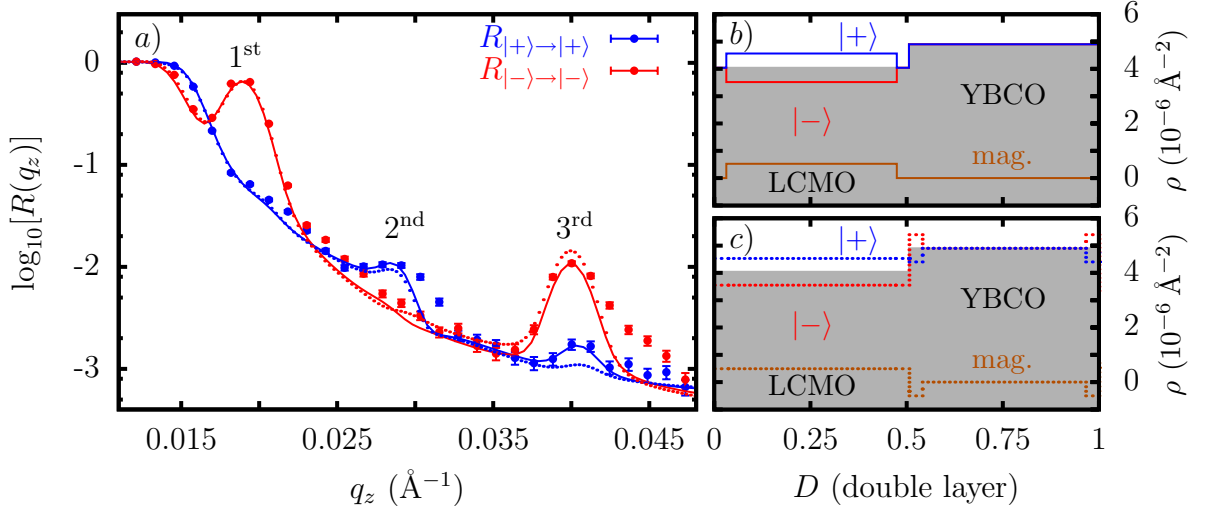 a)
1st
2nd
3rd
R|+⟩→|+⟩
R|−⟩→|−⟩
log10[R(qz)]
-0
-1
-2
-3
0.015 0.025 0.035 0.045
qz (Å−1)
b)
|+⟩
|−⟩
YBCO
mag.
LCMO
6
4
2
0
ρ (10−6 Å−2)
c)
|+⟩
|−⟩
YBCO
mag.
LCMO
6
4
2
0
ρ (10−6 Å−2)
0 0.25 0.5 0.75 1
D (double layer)